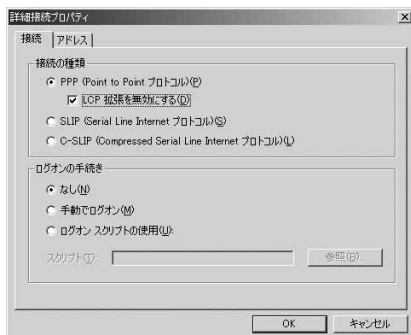 詳細接続プロパティ
接続 アドレス
接続の種類
PPP (Point to Point プロトコル)(P)
LCP 拡張を無効にする(D)
SLIP (Serial Line Internet プロトコル)(S)
C-SLIP (Compressed Serial Line Internet プロトコル)(L)
ログオンの手続き
なし(N)
手動でログオン(M)
ログオン スクリプトの使用(U):
スクリプト(T): 参照(B)...
OK キャンセル